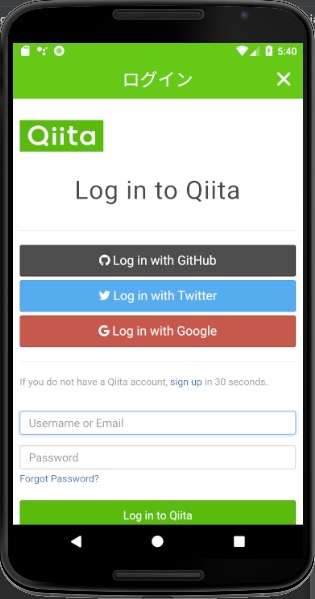 5:40
ログイン
Qiita
Log in to Qiita
Log in with GitHub
Log in with Twitter
Log in with Google
If you do not have a Qiita account, sign up in 30 seconds.
Username or Email
Password
Forgot Password?
Log in to Qiita